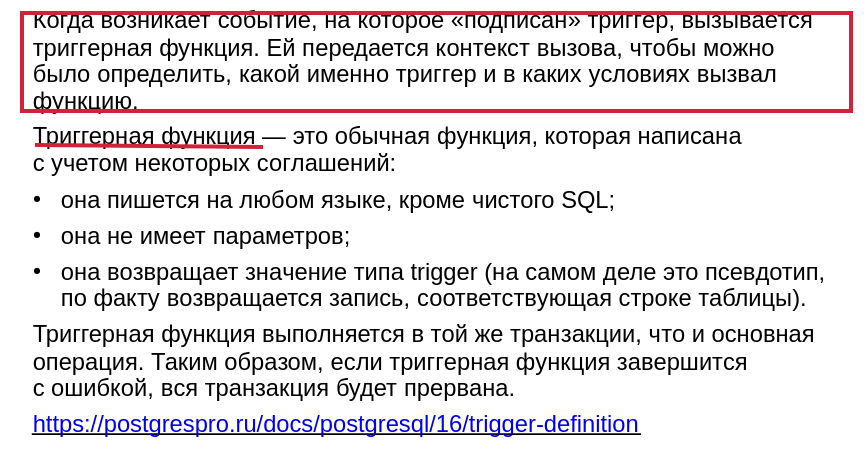 Когда возникает событие, на которое «подписан» триггер, вызывается
триггерная функция. Ей передается контекст вызова, чтобы можно
было определить, какой именно триггер и в каких условиях вызвал
функцию.
Триггерная функция — это обычная функция, которая написана
с учетом некоторых соглашений:
• она пишется на любом языке, кроме чистого SQL;
• она не имеет параметров;
• она возвращает значение типа trigger (на самом деле это псевдотип,
по факту возвращается запись, соответствующая строке таблицы).
Триггерная функция выполняется в той же транзакции, что и основная
операция. Таким образом, если триггерная функция завершится
с ошибкой, вся транзакция будет прервана.
https://postgrespro.ru/docs/postgresql/16/trigger-definition